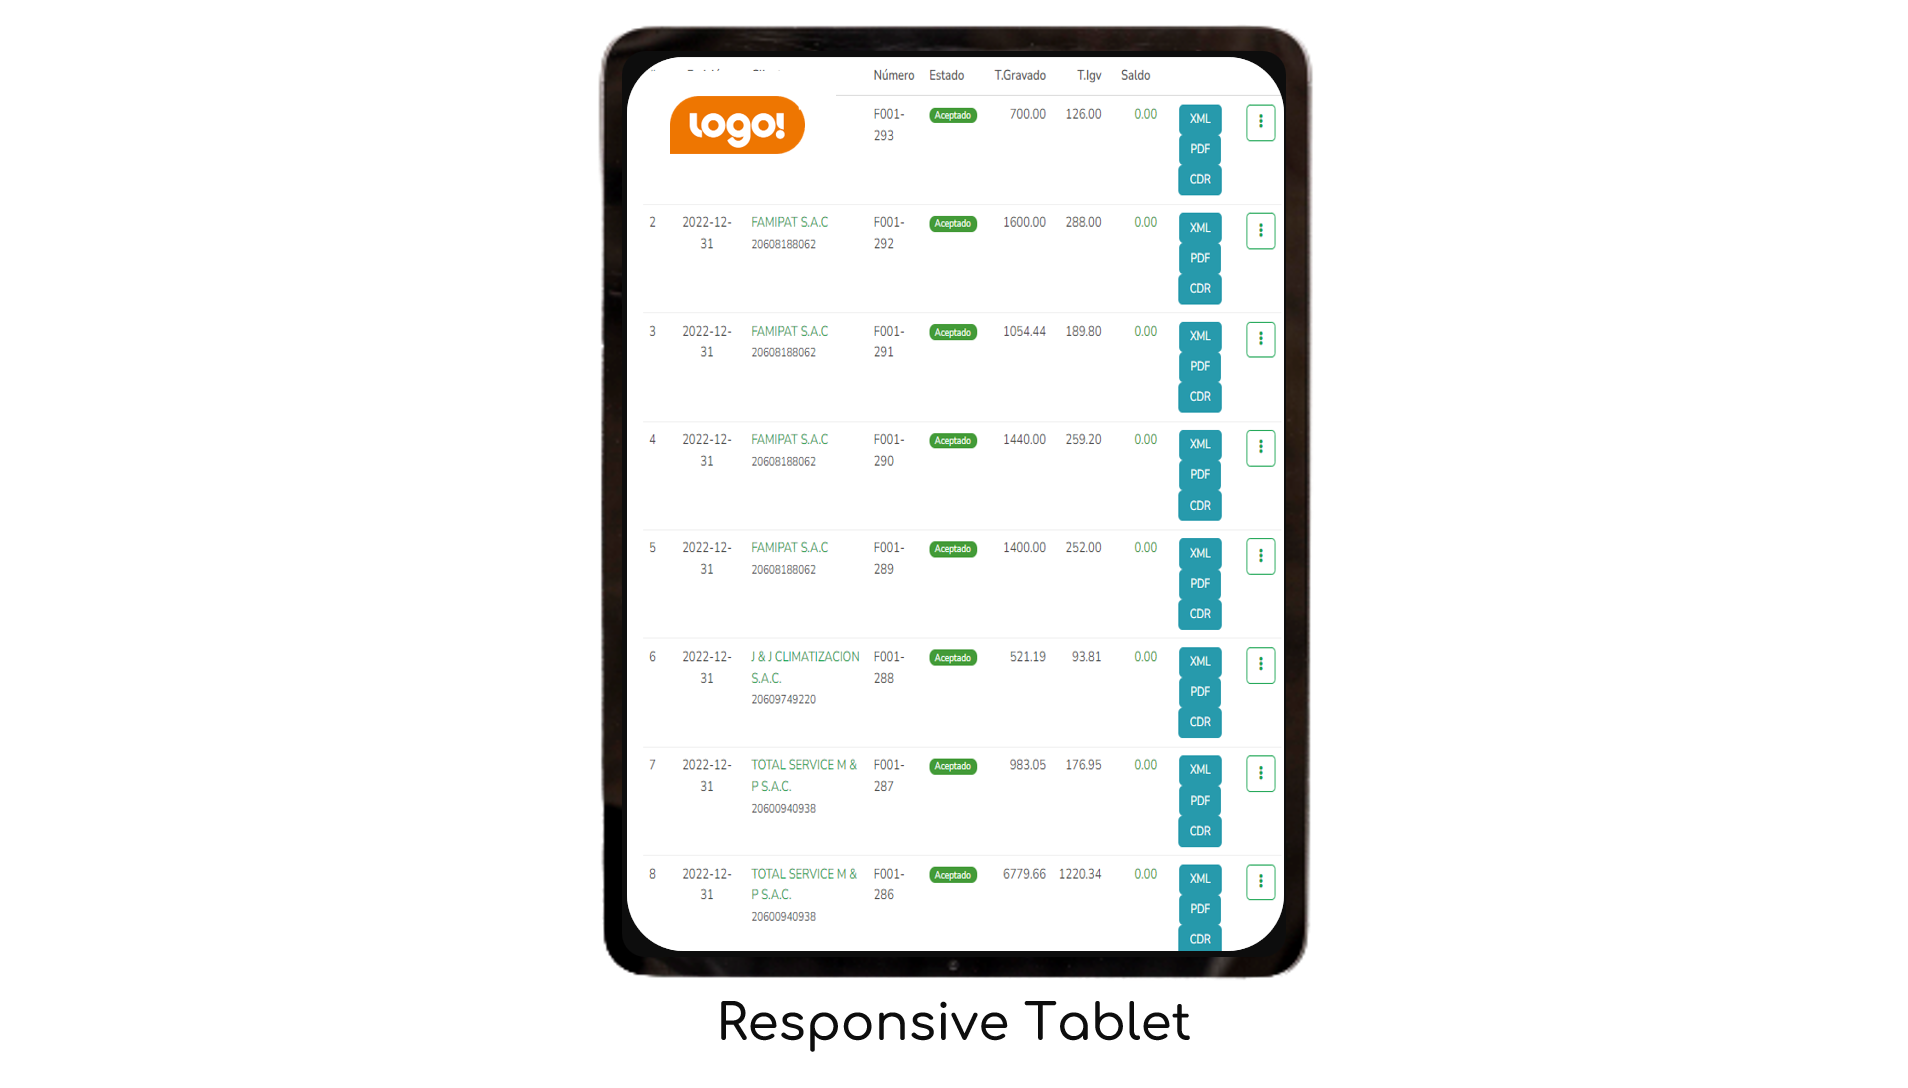 Número Estado T.Gravado T.Igv Saldo
logo!
F001- Aceptado 700.00 126.00 0.00 XML
293
PDF
CDR
2 2022-12- FAMIPAT S.A.C F001- Aceptado 1600.00 288.00 0.00 XML
31 20608188062 292
PDF
CDR
3 2022-12- FAMIPAT S.A.C F001- Aceptado 1054.44 189.80 0.00 XML
31 20608188062 291
PDF
CDR
4 2022-12- FAMIPAT S.A.C F001- Aceptado 1440.00 259.20 0.00 XML
31 20608188062 290
PDF
CDR
5 2022-12- FAMIPAT S.A.C F001- Aceptado 1400.00 252.00 0.00 XML
31 20608188062 289
PDF
CDR
6 2022-12- J & J CLIMATIZACION F001- Aceptado 521.19 93.81 0.00 XML
31 S.A.C. 288
20609749220
PDF
CDR
7 2022-12- TOTAL SERVICE M & F001- Aceptado 983.05 176.95 0.00 XML
31 P S.A.C. 287
20600940938
PDF
CDR
8 2022-12- TOTAL SERVICE M & F001- Aceptado 6779.66 1220.34 0.00 XML
31 P S.A.C. 286
20600940938
PDF
CDR
Responsive Tablet